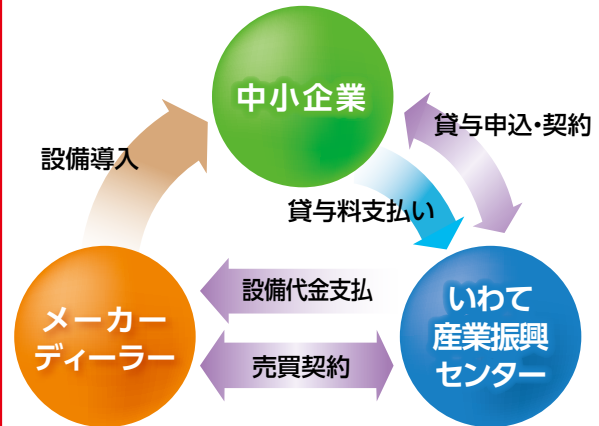 中小企業
貸与申込・契約
設備導入
貸与料支払い
設備代金支払
メーカー
ディーラー
いわて
産業振興
センター
売買契約